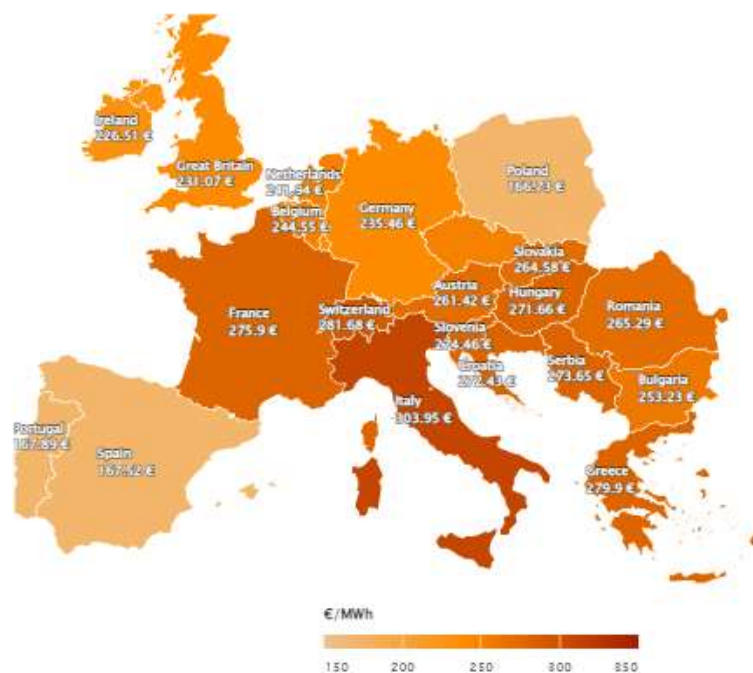 Ireland
226.51 €
Great Britain
231.07 €
Netherlands
241.94 €
Belgium
244.55 €
Germany
235.46 €
Poland
166.73 €
Slovakia
264.58 €
Austria
261.42 €
Hungary
271.66 €
France
275.9 €
Switzerland
281.68 €
Slovenia
274.46 €
Romania
265.29 €
Croatia
272.43 €
Serbia
273.65 €
Bulgaria
253.23 €
Italy
303.95 €
Portugal
167.89 €
Spain
167.52 €
Greece
279.9 €
€/MWh
150 200 250 300 350